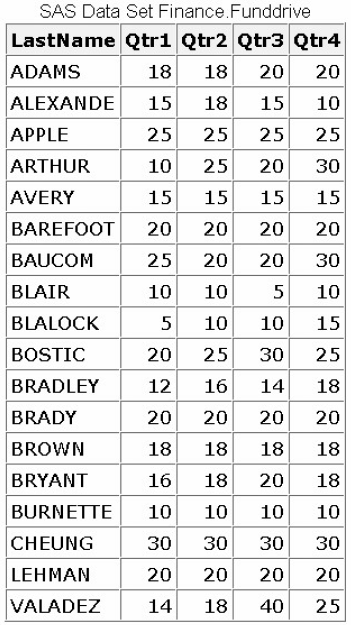 SAS Data Set Finance.Funddrive
LastName Qtr1 Qtr2 Qtr3 Qtr4
ADAMS 18 18 20 20
ALEXANDE 15 18 15 10
APPLE 25 25 25 25
ARTHUR 10 25 20 30
AVERY 15 15 15 15
BAREFOOT 20 20 20 20
BAUCOM 25 20 20 30
BLAIR 10 10 5 10
BLALOCK 5 10 10 15
BOSTIC 20 25 30 25
BRADLEY 12 16 14 18
BRADY 20 20 20 20
BROWN 18 18 18 18
BRYANT 16 18 20 18
BURNETTE 10 10 10 10
CHEUNG 30 30 30 30
LEHMAN 20 20 20 20
VALADEZ 14 18 40 25